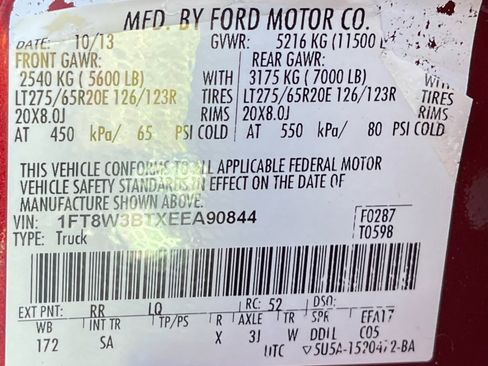 MFD. BY FORD MOTOR CO.
DATE: 10/13 GVWR: 5216 KG (11500 L
FRONT GAWR: REAR GAWR:
2540 KG ( 5600 LB) WITH 3175 KG ( 7000 LB) WITH
LT275/65R20E 126/123R TIRES LT275/65R20E 126/123R TIRES
20X8.0J RIMS 20X8.0J RIMS
AT 450 kPa/ 65 PSI COLD AT 550 kPa/ 80 PSI COLD
THIS VEHICLE CONFORMS TO ALL APPLICABLE FEDERAL MOTOR
VEHICLE SAFETY STANDARDS IN EFFECT ON THE DATE OF
MANUFACTURE SHOWN ABOVE.
VIN: 1FT8W3BTXEEA90844 F0287
TYPE: Truck T0598
EXT PNT: RR LQ RC: 52 DSO:
WB INT TR TP/PS R AXLE TR SPR EFA17
172 SA X 3J W DDIL C05
UTC ▽5U5A-1520472-BA